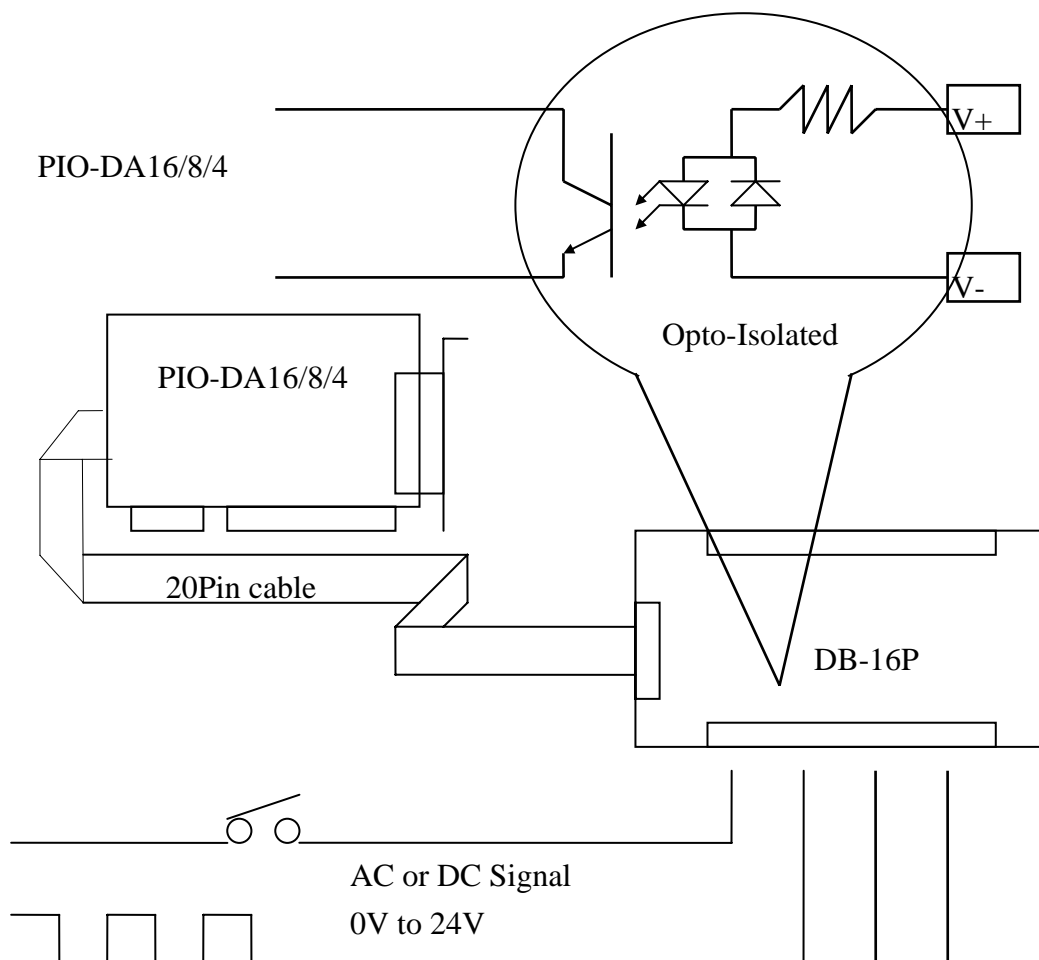 V+
PIO-DA16/8/4
V-
Opto-Isolated
PIO-DA16/8/4
20Pin cable
DB-16P
AC or DC Signal
0V to 24V